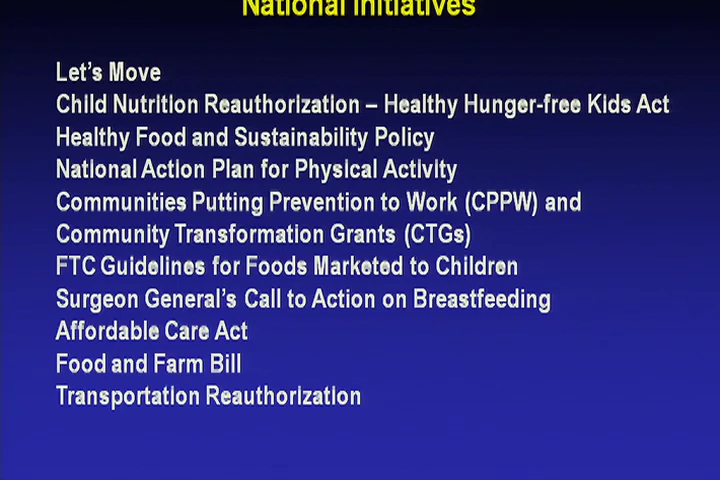 National Initiatives
Let's Move
Child Nutrition Reauthorization – Healthy Hunger-free Kids Act
Healthy Food and Sustainability Policy
National Action Plan for Physical Activity
Communities Putting Prevention to Work (CPPW) and
Community Transformation Grants (CTGs)
FTC Guidelines for Foods Marketed to Children
Surgeon General's Call to Action on Breastfeeding
Affordable Care Act
Food and Farm Bill
Transportation Reauthorization